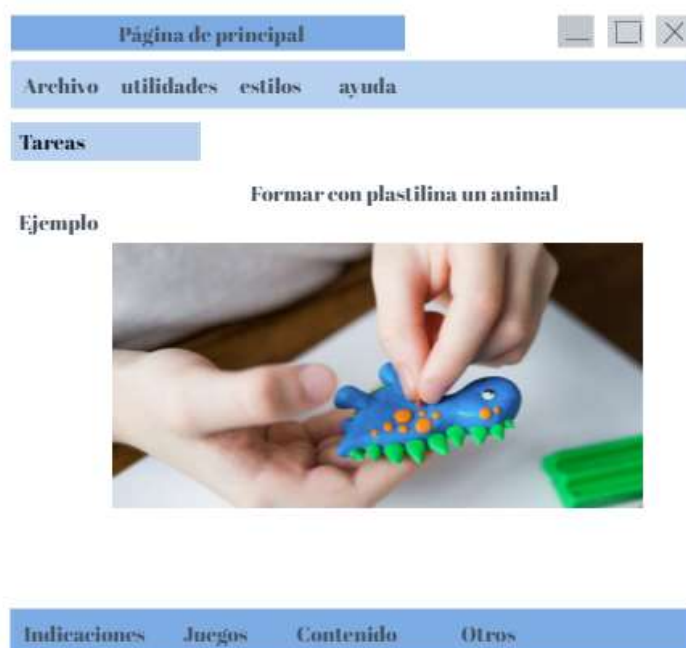 Página de principal
Archivo utilidades estilos ayuda
Tareas
Formar con plastilina un animal
Ejemplo
Indicaciones Juegos Contenido Otros